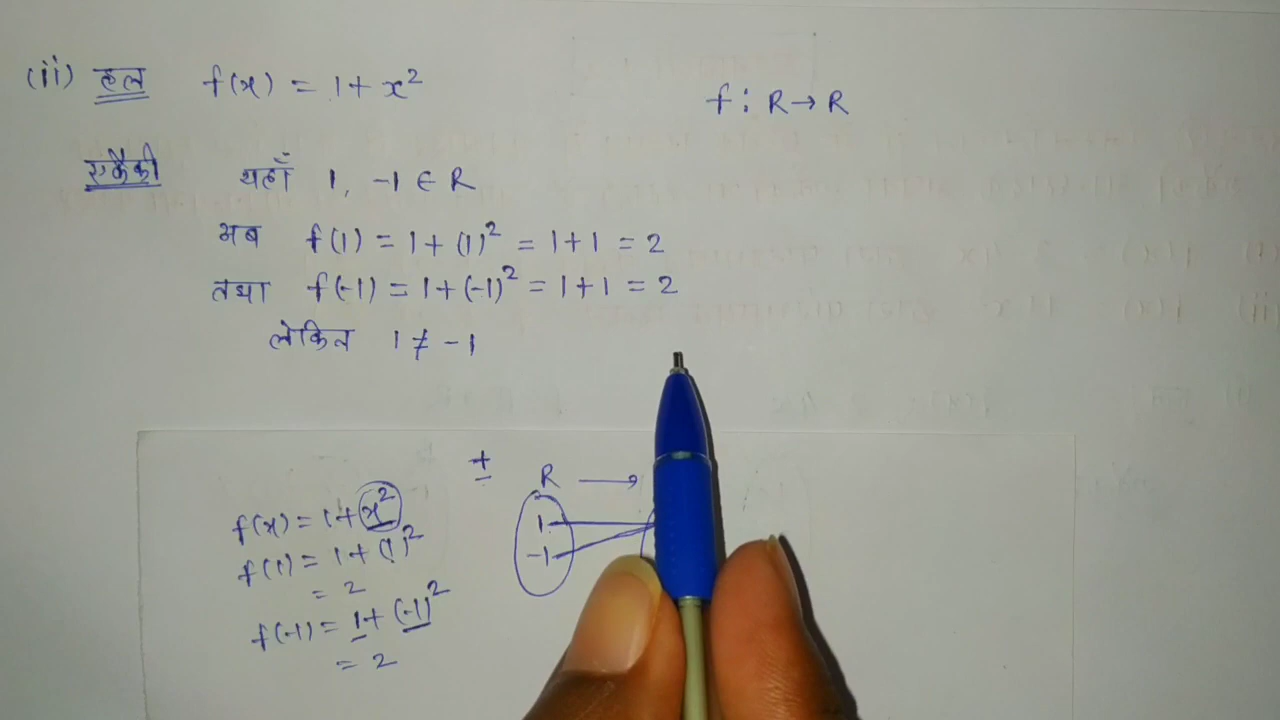 (ii) हल f(x) = 1 + x² f : R → R
एकैकी यहाँ 1, -1 ∈ R
अब f(1) = 1 + (1)² = 1 + 1 = 2
तथा f(-1) = 1 + (-1)² = 1 + 1 = 2
लेकिन 1 ≠ -1
±
R →
1
-1
f(x) = 1 + x²
f(1) = 1 + (1)²
= 2
f(-1) = 1 + (-1)²
= 2